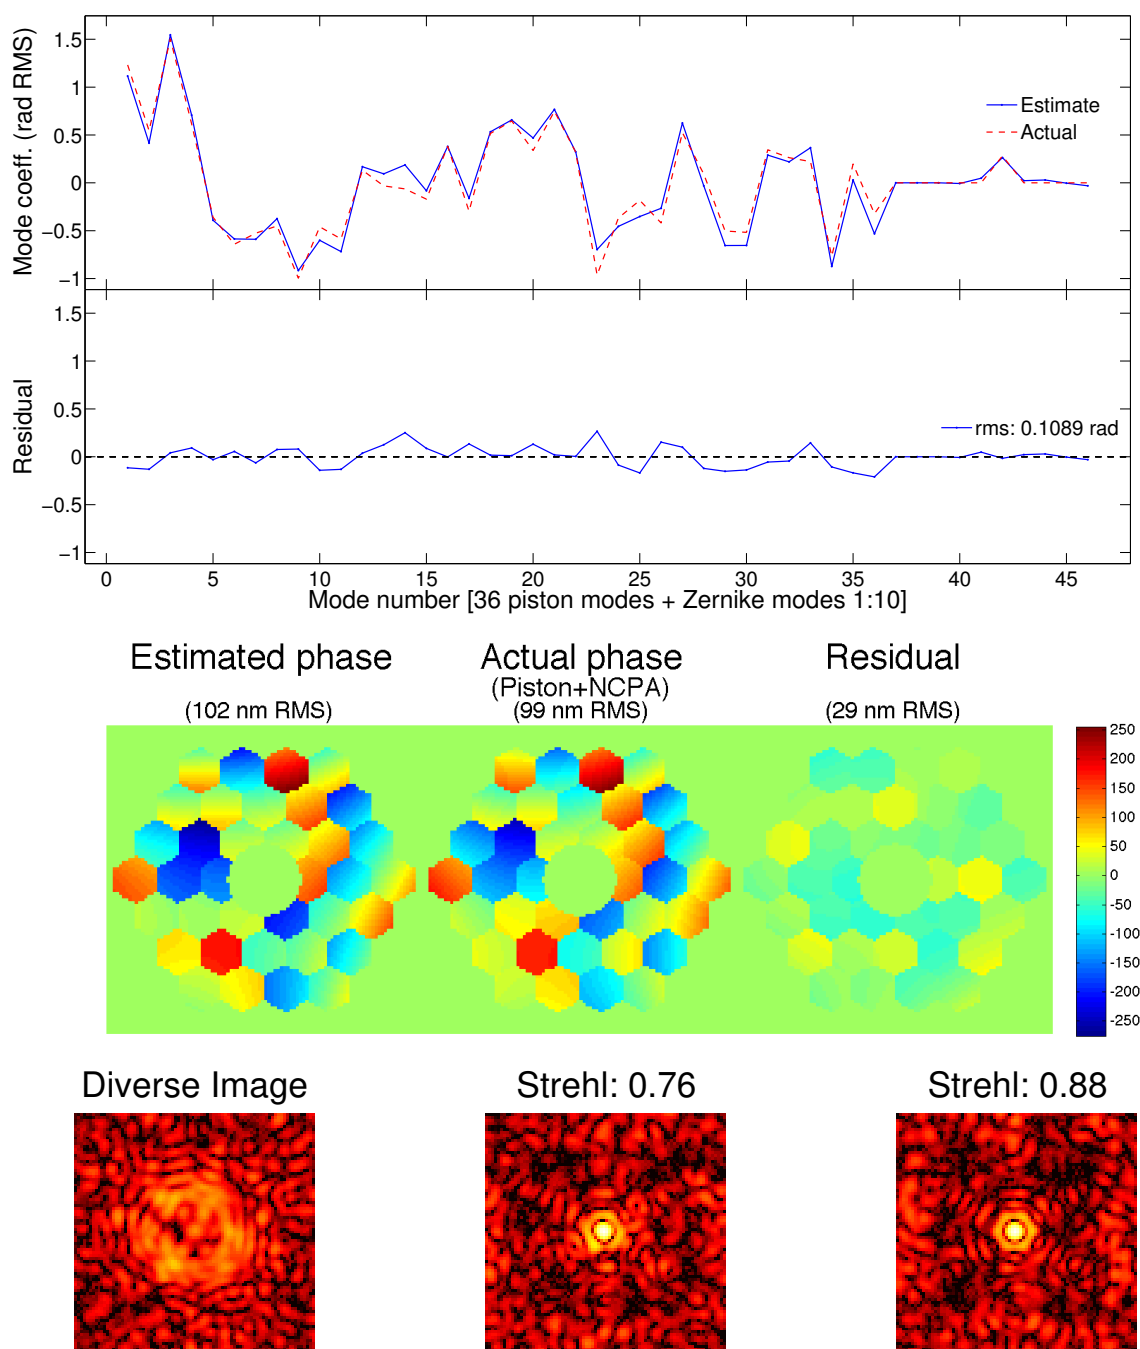 Mode coeff. (rad RMS)
1.5
1
0.5
0
−0.5
−1
Estimate
Actual
Residual
1.5
1
0.5
0
−0.5
−1
rms: 0.1089 rad
0 5 10 15 20 25 30 35 40 45
Mode number [36 piston modes + Zernike modes 1:10]
Estimated phase Actual phase Residual
(Piston+NCPA)
(102 nm RMS) (99 nm RMS) (29 nm RMS)
250
200
150
100
50
0
-50
-100
-150
-200
-250
Diverse Image Strehl: 0.76 Strehl: 0.88